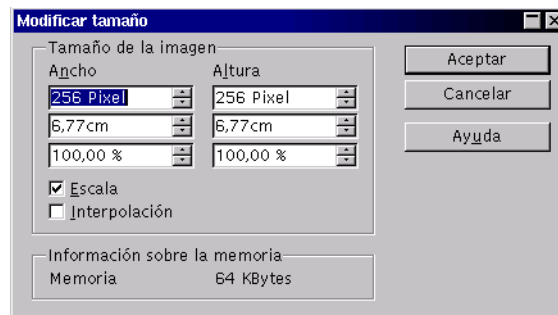 Modificar tamaño
Tamaño de la imagen
Ancho Altura
256 Pixel 256 Pixel
6,77cm 6,77cm
100,00 % 100,00 %
Escala
Interpolación
Información sobre la memoria
Memoria 64 KBytes
Aceptar
Cancelar
Ayuda